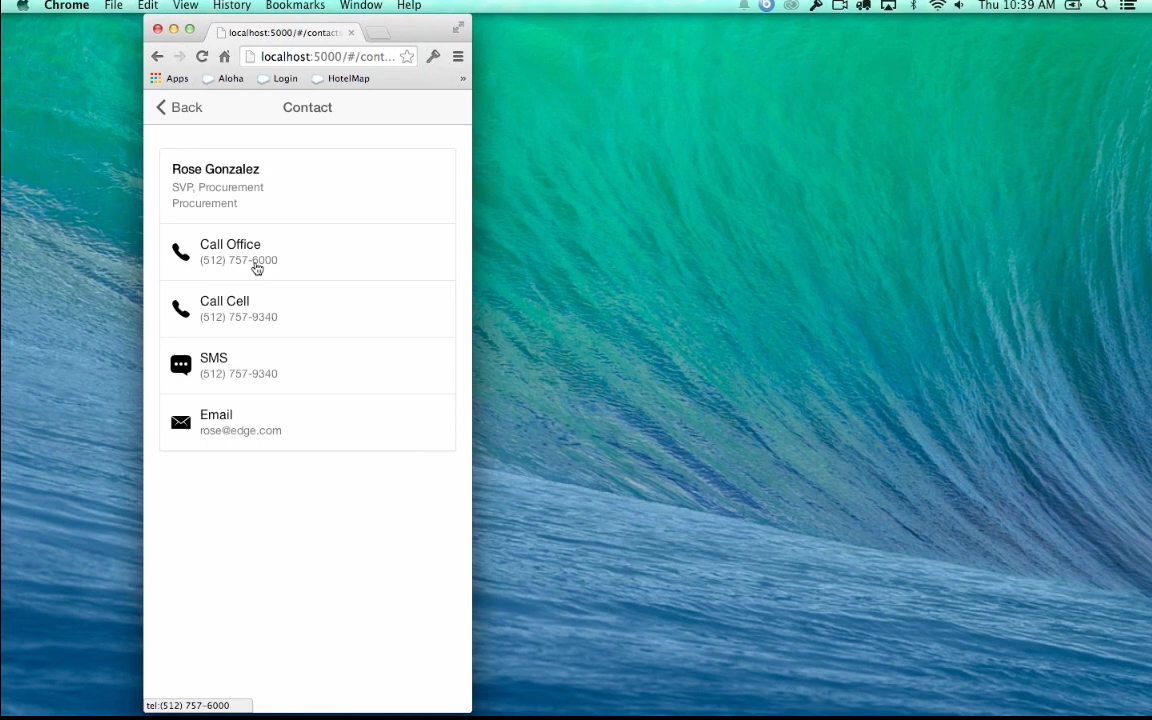 Chrome File Edit View History Bookmarks Window Help Thu 10:39 AM
localhost:5000/#/contact
localhost:5000/#/cont...
Apps Aloha Login HotelMap »
Back Contact
Rose Gonzalez
SVP, Procurement
Procurement
Call Office
(512) 757-6000
Call Cell
(512) 757-9340
SMS
(512) 757-9340
Email
rose@edge.com
tel:(512) 757-6000